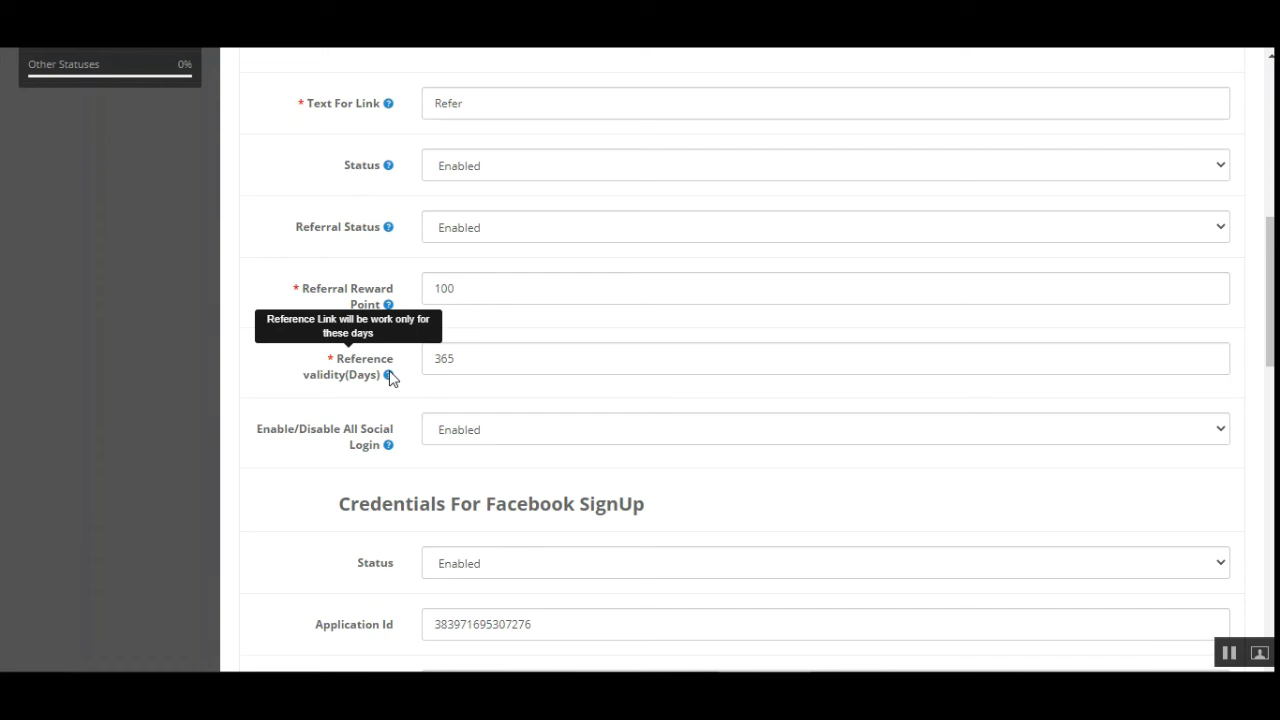 Other Statuses 0%
* Text For Link Refer
Status Enabled
Referral Status Enabled
* Referral Reward 100
Point
Reference Link will be work only for
these days
* Reference 365
validity(Days)
Enable/Disable All Social Enabled
Login
Credentials For Facebook SignUp
Status Enabled
Application Id 383971695307276